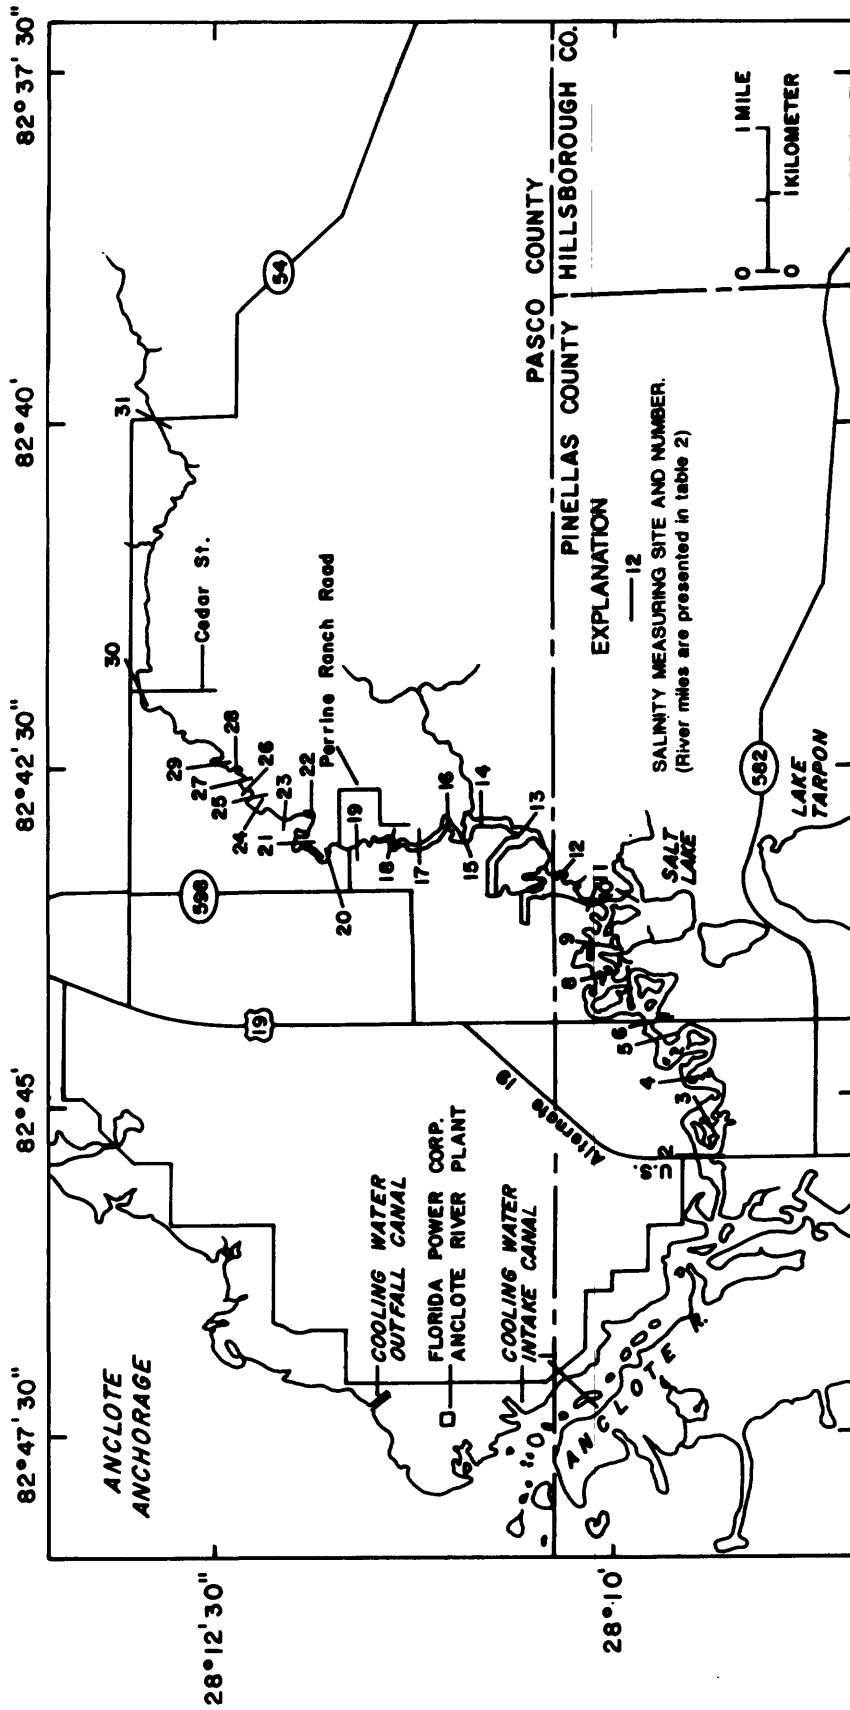 82°47'30"
82°45'
82°42'30"
82°40'
82°37'30"
28°12'30"
28°10'
ANCLOTE
ANCHORAGE
COOLING WATER
OUTFALL CANAL
FLORIDA POWER CORP.
ANCLOTE RIVER PLANT
COOLING WATER
INTAKE CANAL
ANCLOTE R.
19
U.S.
Alternate 19
598
54
582
Cedar St.
Perrine Ranch Road
SALT
LAKE
LAKE
TARPON
1
2
3
4
5
6
7
8
9
10
11
12
13
14
15
16
17
18
19
20
21
22
23
24
25
26
27
28
29
30
31
PASCO COUNTY
PINELLAS COUNTY
HILLSBOROUGH CO.
EXPLANATION
12
SALINITY MEASURING SITE AND NUMBER.
(River miles are presented in table 2)
0 1 MILE
0 1 KILOMETER